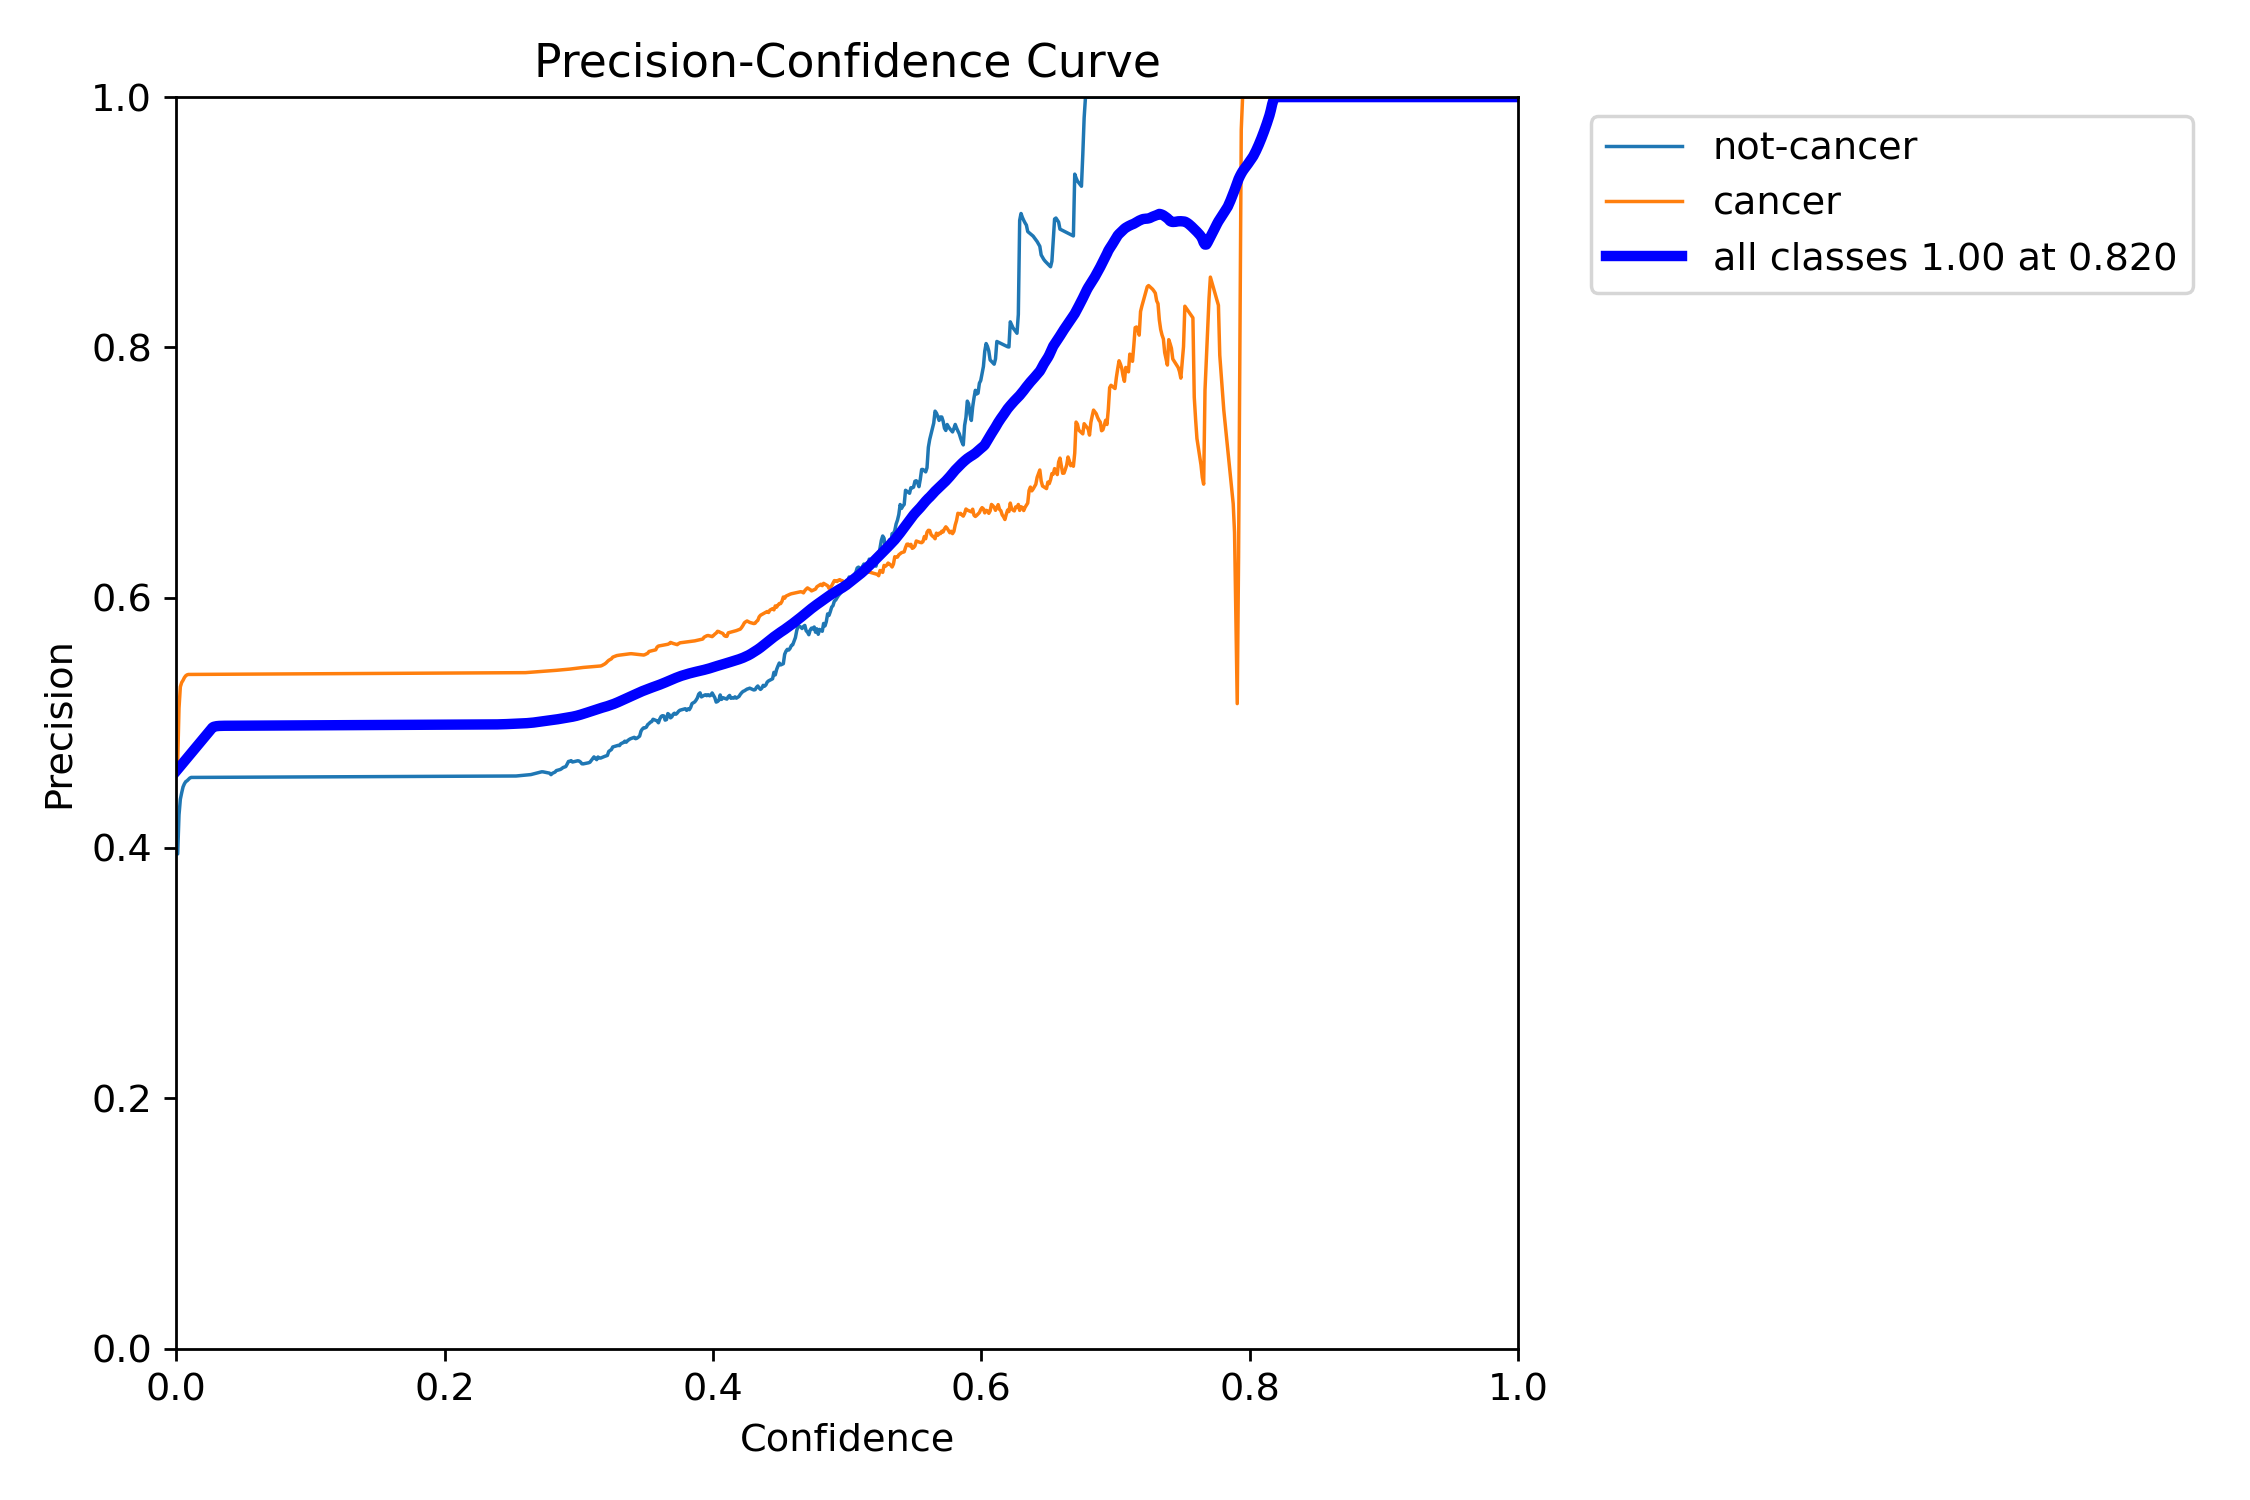 Precision-Confidence Curve
1.0
0.8
0.6
0.4
0.2
0.0
Precision
0.0 0.2 0.4 0.6 0.8 1.0
Confidence
not-cancer
cancer
all classes 1.00 at 0.820